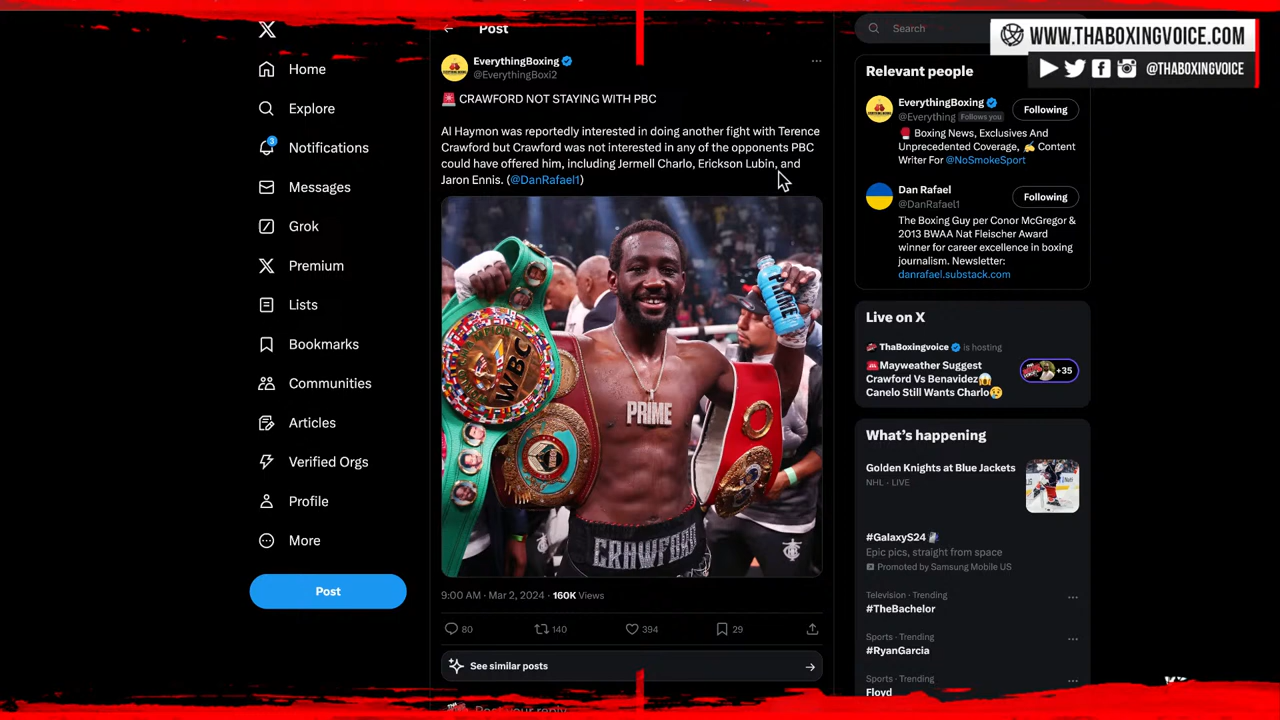 WWW.THABOXINGVOICE.COM
@THABOXINGVOICE
Home
Explore
3
Notifications
Messages
Grok
Premium
Lists
Bookmarks
Communities
Articles
Verified Orgs
Profile
More
Post
Post
EverythingBoxing
@EverythingBoxi2
🚨 CRAWFORD NOT STAYING WITH PBC
Al Haymon was reportedly interested in doing another fight with Terence
Crawford but Crawford was not interested in any of the opponents PBC
could have offered him, including Jermell Charlo, Erickson Lubin, and
Jaron Ennis. (@DanRafael1)
WBC
PRIME
PRIME
CRAWFORD
9:00 AM · Mar 2, 2024 · 160K Views
80
140
394
29
See similar posts
Post your reply
Search
Relevant people
EverythingBoxing
@Everything Follows you
Following
🥊 Boxing News, Exclusives And
Unprecedented Coverage, ✍️ Content
Writer For @NoSmokeSport
Dan Rafael
@DanRafael1
Following
The Boxing Guy per Conor McGregor &
2013 BWAA Nat Fleischer Award
winner for career excellence in boxing
journalism. Newsletter:
danrafael.substack.com
Live on X
ThaBoxingvoice is hosting
Mayweather Suggest
Crawford Vs Benavidez😱
Canelo Still Wants Charlo😢
+35
What's happening
Golden Knights at Blue Jackets
NHL · LIVE
#GalaxyS24
Epic pics, straight from space
Promoted by Samsung Mobile US
Television · Trending
#TheBachelor
Sports · Trending
#RyanGarcia
Sports · Trending
Floyd